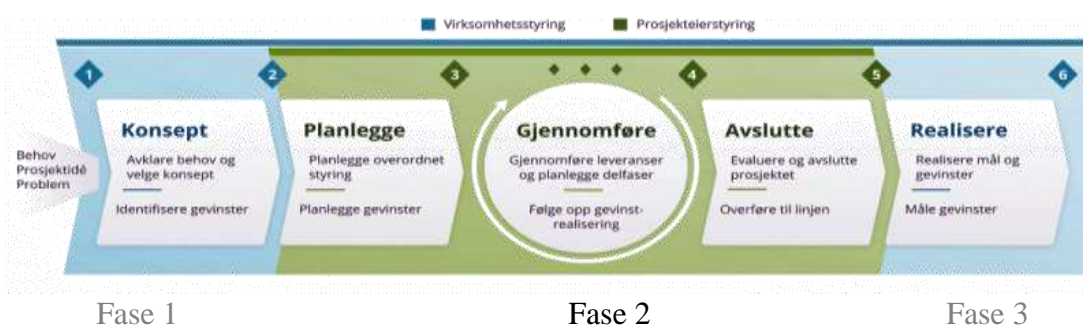 Virksomhetsstyring
Prosjekteierstyring
1
2
3
4
5
6
Behov
Prosjektidé
Problem
Konsept
Avklare behov og
velge konsept
Identifisere gevinster
Planlegge
Planlegge overordnet
styring
Planlegge gevinster
Gjennomføre
Gjennomføre leveranser
og planlegge delfaser
Følge opp gevinst-
realisering
Avslutte
Evaluere og avslutte
prosjektet
Overføre til linjen
Realisere
Realisere mål og
gevinster
Måle gevinster
Fase 1
Fase 2
Fase 3